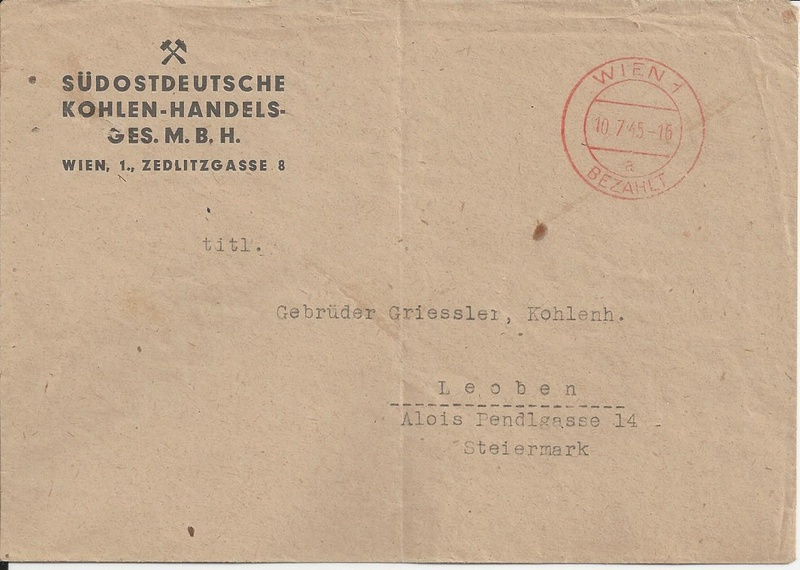 SÜDOSTDEUTSCHE
KOHLEN-HANDELS-
GES. M. B. H.
WIEN, 1., ZEDLITZGASSE 8
WIEN 1
10.7.45-16
a
BEZAHLT
titl.
Gebrüder Griessler, Kohlenh.
Leoben
Alois Pendlgasse 14
Steiermark